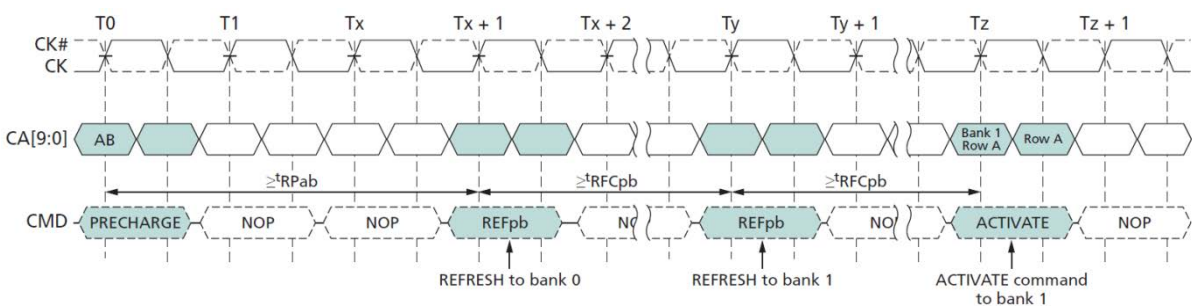 T0 T1 Tx Tx + 1 Tx + 2 Ty Ty + 1 Tz Tz + 1
CK#
CK
CA[9:0] AB Bank 1 Row A
Row A
≥tRPab ≥tRFCpb ≥tRFCpb
CMD PRECHARGE NOP NOP REFpb REFpb ACTIVATE NOP
REFRESH to bank 0 REFRESH to bank 1 ACTIVATE command
to bank 1